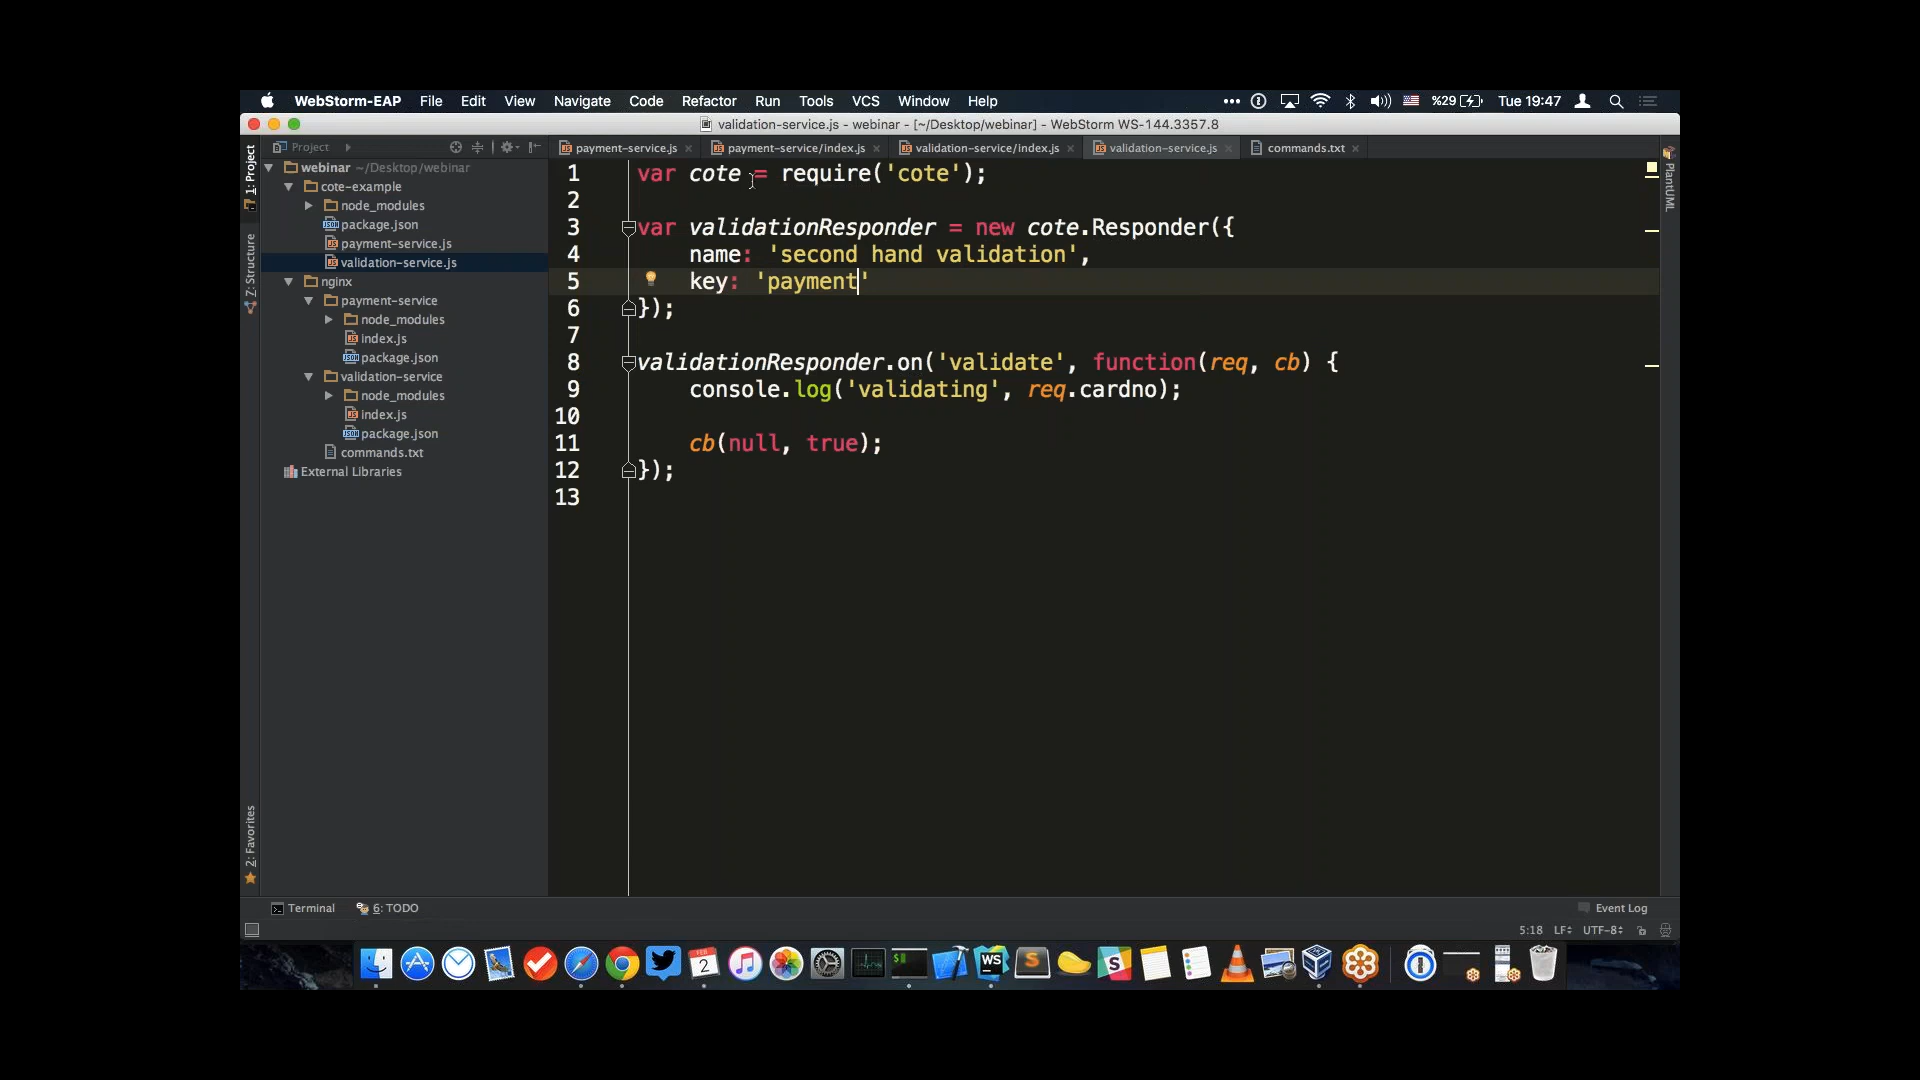 WebStorm-EAP File Edit View Navigate Code Refactor Run Tools VCS Window Help %29 Tue 19:47
validation-service.js - webinar - [~/Desktop/webinar] - WebStorm WS-144.3357.8
Project
payment-service.js payment-service/index.js validation-service/index.js validation-service.js commands.txt
1: Project
7: Structure
2: Favorites
webinar ~/Desktop/webinar
cote-example
node_modules
package.json
payment-service.js
validation-service.js
nginx
payment-service
node_modules
index.js
package.json
validation-service
node_modules
index.js
package.json
commands.txt
External Libraries
1 var cote = require('cote');
2
3 var validationResponder = new cote.Responder({
4 name: 'second hand validation',
5 key: 'payment'
6 });
7
8 validationResponder.on('validate', function(req, cb) {
9 console.log('validating', req.cardno);
10
11 cb(null, true);
12 });
13
PlantUML
Terminal 6: TODO Event Log
5:18 LF UTF-8
2
WS
S